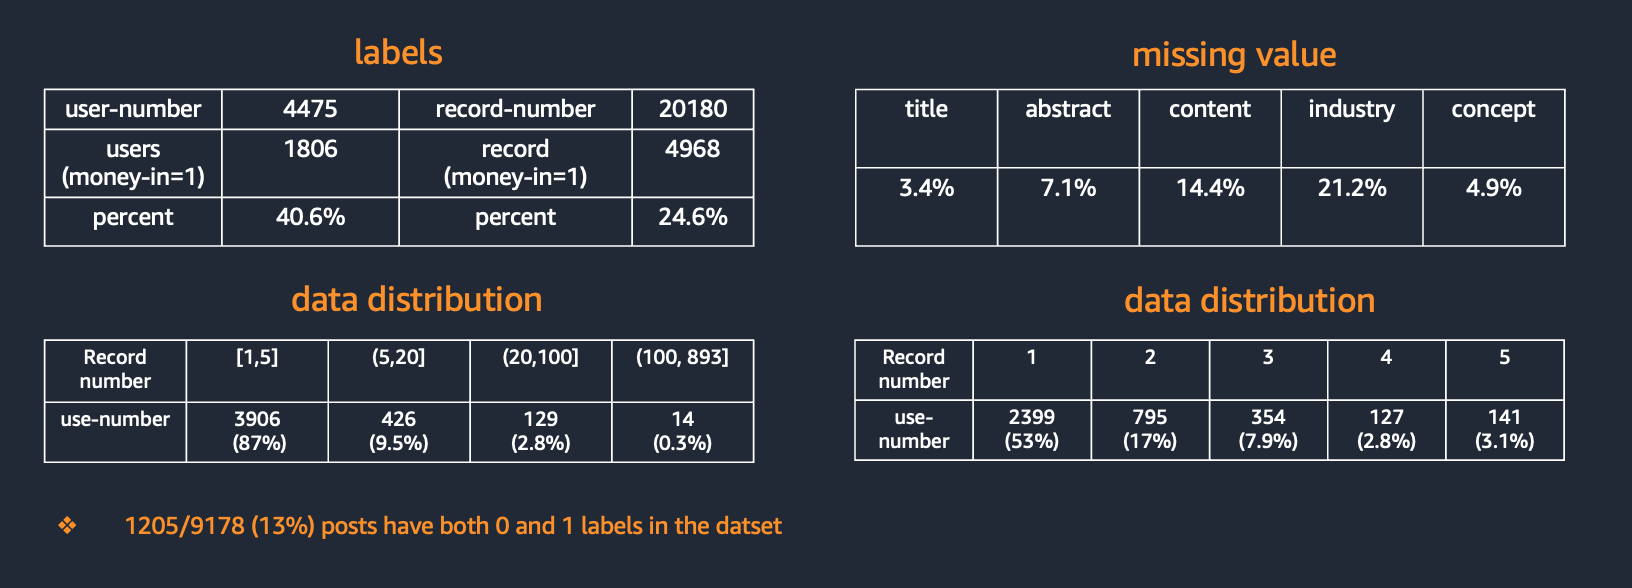 labels
user-number 4475 record-number 20180
users (money-in=1) 1806 record (money-in=1) 4968
percent 40.6% percent 24.6%
missing value
title abstract content industry concept
3.4% 7.1% 14.4% 21.2% 4.9%
data distribution
Record number [1,5] (5,20] (20,100] (100, 893]
use-number 3906 (87%) 426 (9.5%) 129 (2.8%) 14 (0.3%)
data distribution
Record number 1 2 3 4 5
use-number 2399 (53%) 795 (17%) 354 (7.9%) 127 (2.8%) 141 (3.1%)
❖ 1205/9178 (13%) posts have both 0 and 1 labels in the datset